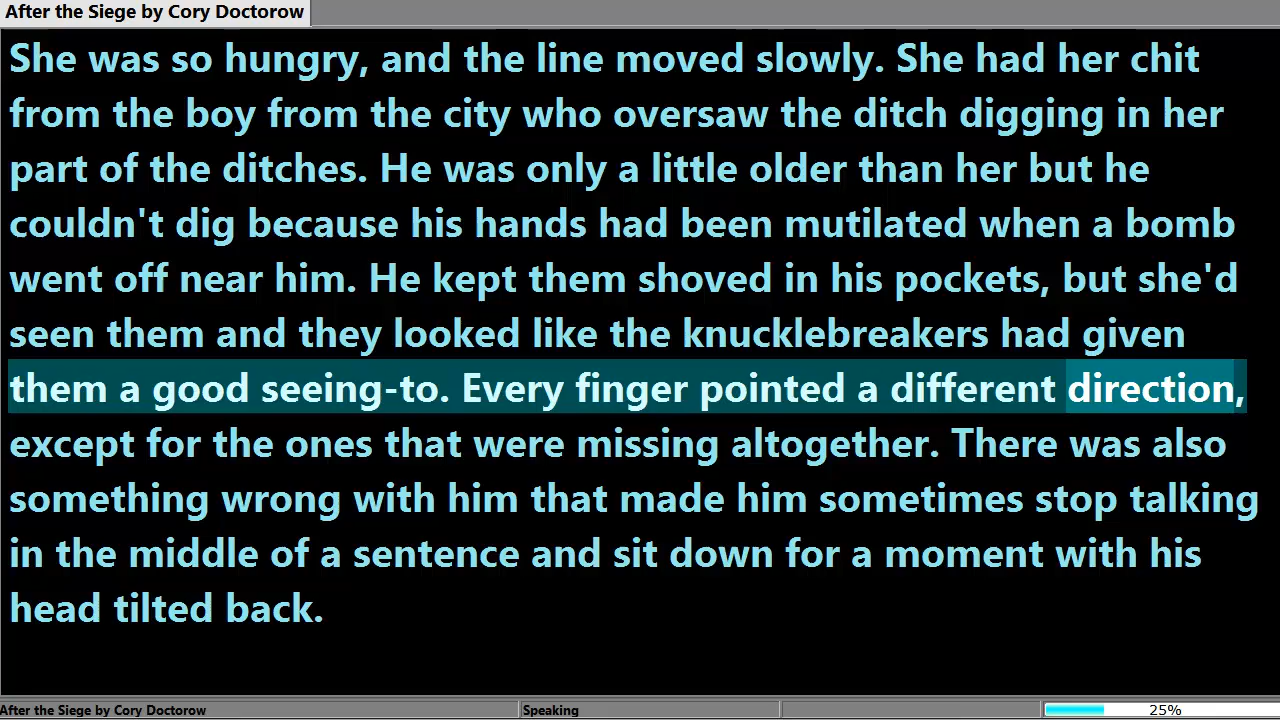 After the Siege by Cory Doctorow
She was so hungry, and the line moved slowly. She had her chit
from the boy from the city who oversaw the ditch digging in her
part of the ditches. He was only a little older than her but he
couldn't dig because his hands had been mutilated when a bomb
went off near him. He kept them shoved in his pockets, but she'd
seen them and they looked like the knucklebreakers had given
them a good seeing-to. Every finger pointed a different direction,
except for the ones that were missing altogether. There was also
something wrong with him that made him sometimes stop talking
in the middle of a sentence and sit down for a moment with his
head tilted back.
After the Siege by Cory Doctorow
Speaking
25%